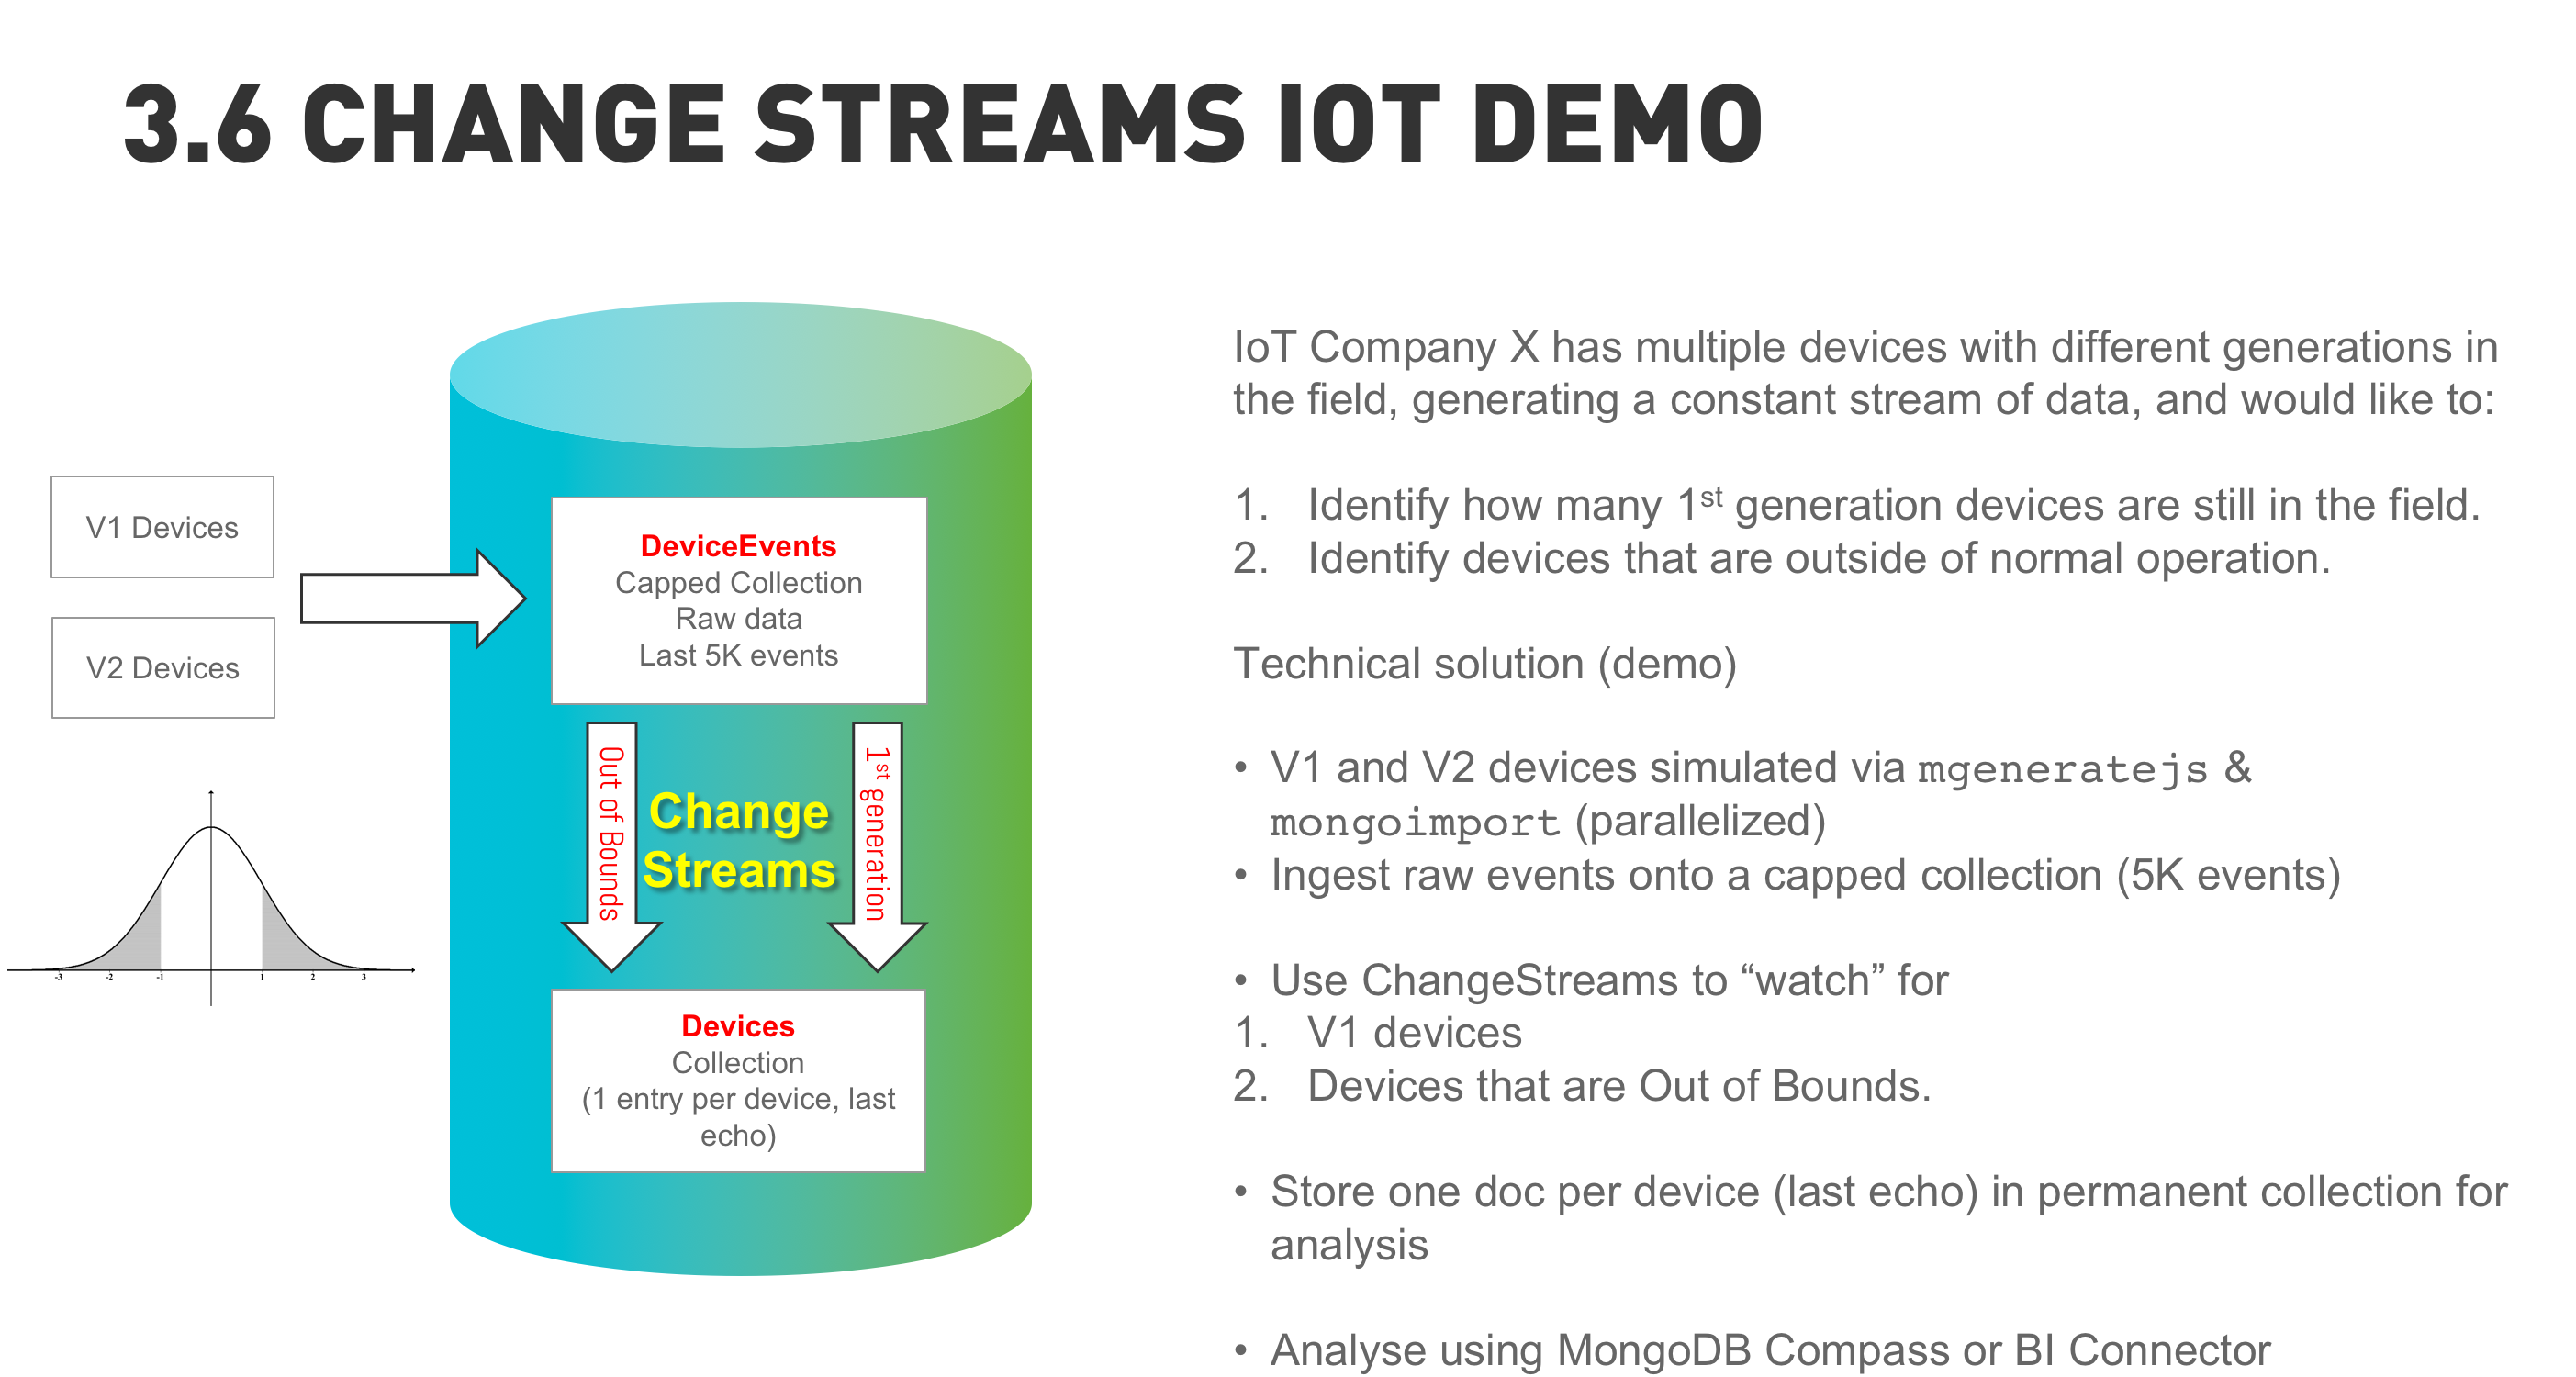 3.6 CHANGE STREAMS IOT DEMO
V1 Devices
V2 Devices
-3 -2 -1 1 2 3
DeviceEvents
Capped Collection
Raw data
Last 5K events
Out of Bounds
Change
Streams
1st generation
Devices
Collection
(1 entry per device, last
echo)
IoT Company X has multiple devices with different generations in
the field, generating a constant stream of data, and would like to:
1. Identify how many 1st generation devices are still in the field.
2. Identify devices that are outside of normal operation.
Technical solution (demo)
• V1 and V2 devices simulated via mgeneratejs &
mongoimport (parallelized)
• Ingest raw events onto a capped collection (5K events)
• Use ChangeStreams to “watch” for
1. V1 devices
2. Devices that are Out of Bounds.
• Store one doc per device (last echo) in permanent collection for
analysis
• Analyse using MongoDB Compass or BI Connector